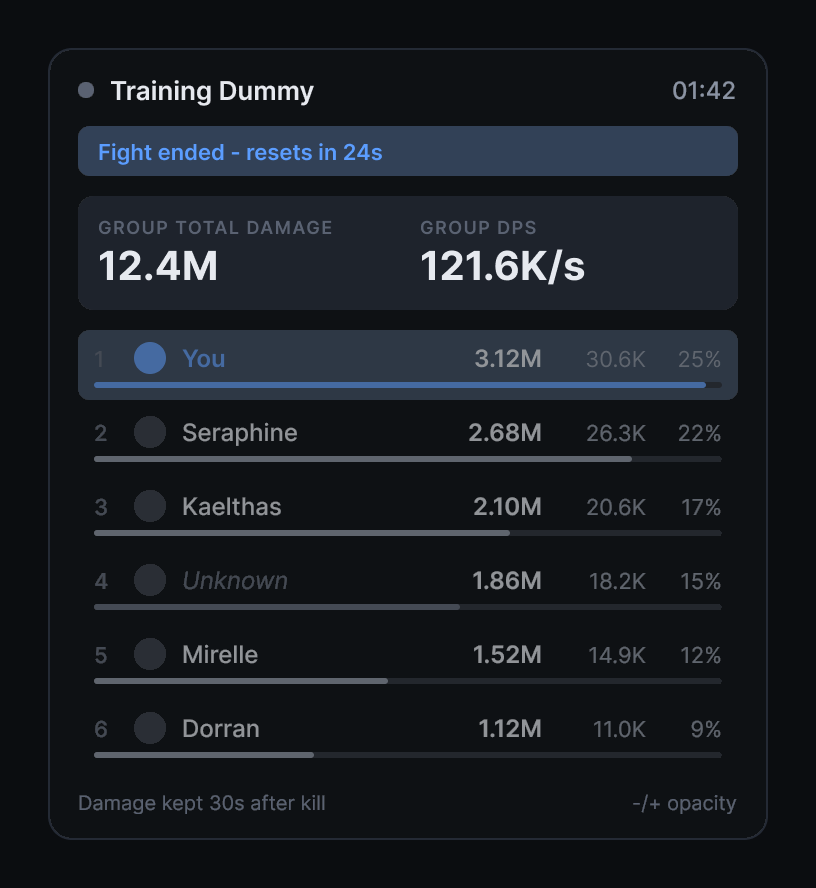 Training Dummy 01:42
Fight ended - resets in 24s
GROUP TOTAL DAMAGE GROUP DPS
12.4M 121.6K/s
1 You 3.12M 30.6K 25%
2 Seraphine 2.68M 26.3K 22%
3 Kaelthas 2.10M 20.6K 17%
4 Unknown 1.86M 18.2K 15%
5 Mirelle 1.52M 14.9K 12%
6 Dorran 1.12M 11.0K 9%
Damage kept 30s after kill -/+ opacity